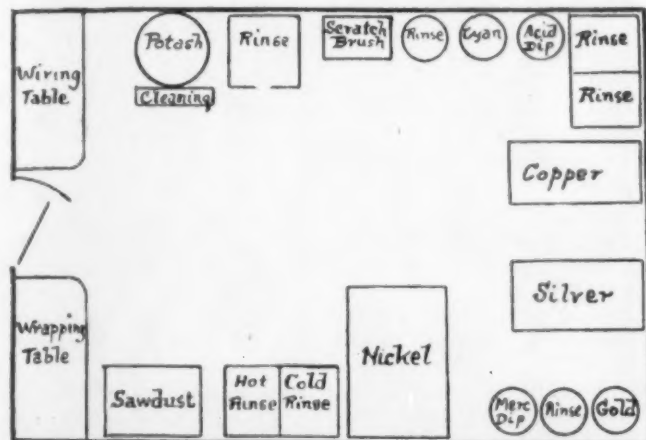 Wiring
Table
Potash
Cleaning
Rinse
Scratch
Brush
Rinse
Cyan
Acid
Dip
Rinse
Rinse
Copper
Silver
Wrapping
Table
Sawdust
Hot
Rinse
Cold
Rinse
Nickel
Merc
Dip
Rinse
Gold